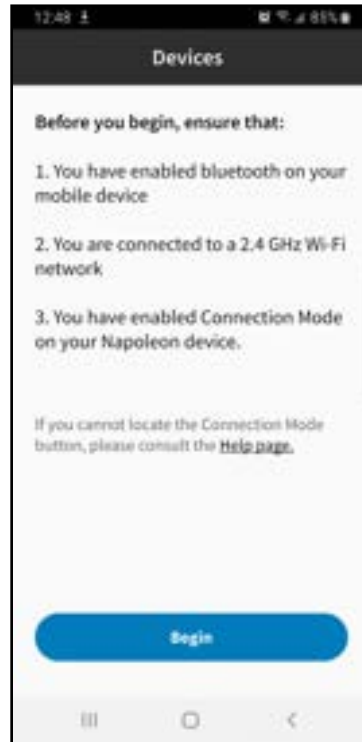 12:48 85%
Devices
Before you begin, ensure that:
1. You have enabled bluetooth on your
mobile device
2. You are connected to a 2.4 GHz Wi-Fi
network
3. You have enabled Connection Mode
on your Napoleon device.
If you cannot locate the Connection Mode
button, please consult the Help page.
Begin